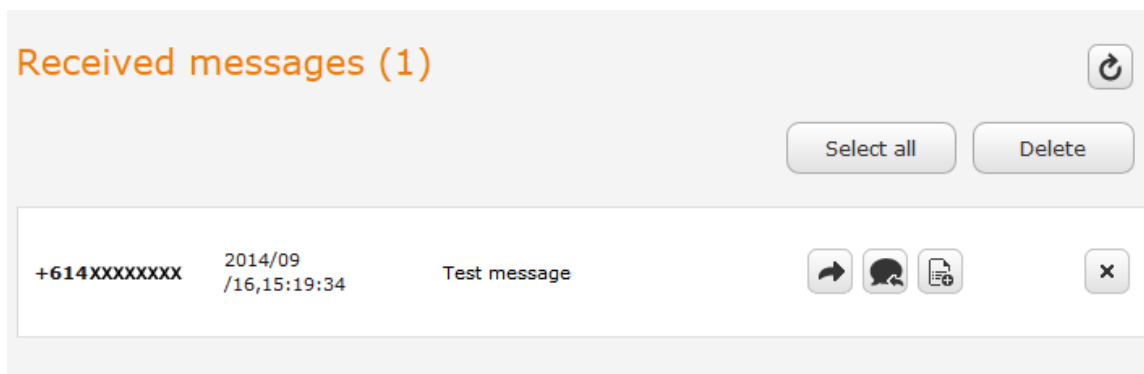 Received messages (1)
Select all Delete
+614XXXXXXXX 2014/09 Test message
/16,15:19:34